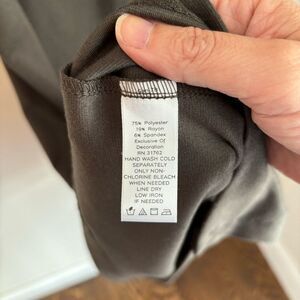 75% Polyester
19% Rayon
6% Spandex
Exclusive Of
Decoration
RN 31762
HAND WASH COLD
SEPARATELY
ONLY NON-
CHLORINE BLEACH
WHEN NEEDED
LINE DRY
LOW IRON
IF NEEDED